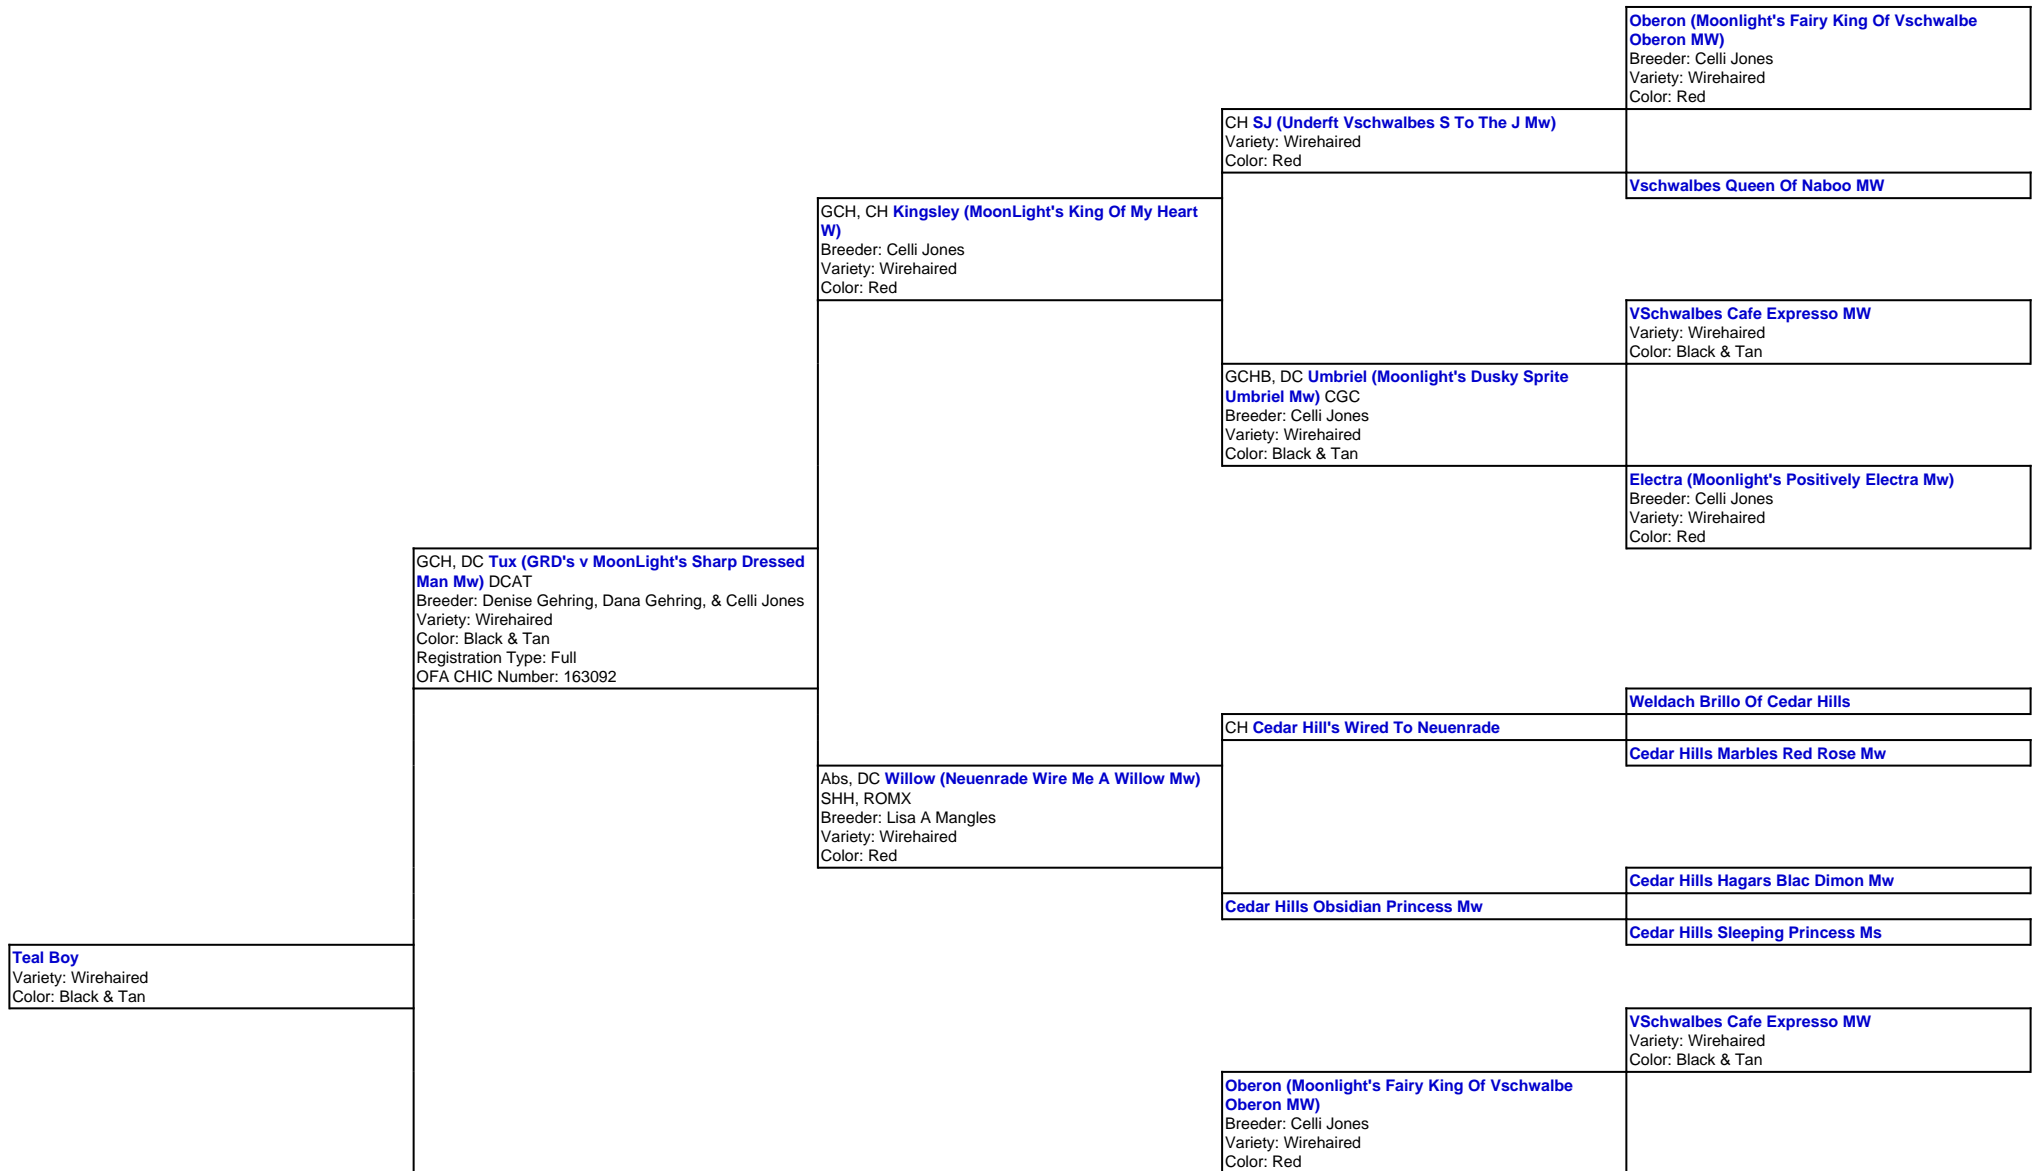 Oberon (Moonlight's Fairy King Of Vschwalbe
Oberon MW)
Breeder: Celli Jones
Variety: Wirehaired
Color: Red
CH SJ (Underft Vschwalbes S To The J Mw)
Variety: Wirehaired
Color: Red
Vschwalbes Queen Of Naboo MW
GCH, CH Kingsley (MoonLight's King Of My Heart
W)
Breeder: Celli Jones
Variety: Wirehaired
Color: Red
VSchwalbes Cafe Expresso MW
Variety: Wirehaired
Color: Black & Tan
GCHB, DC Umbriel (Moonlight's Dusky Sprite
Umbriel Mw) CGC
Breeder: Celli Jones
Variety: Wirehaired
Color: Black & Tan
Electra (Moonlight's Positively Electra Mw)
Breeder: Celli Jones
Variety: Wirehaired
Color: Red
GCH, DC Tux (GRD's v MoonLight's Sharp Dressed
Man Mw) DCAT
Breeder: Denise Gehring, Dana Gehring, & Celli Jones
Variety: Wirehaired
Color: Black & Tan
Registration Type: Full
OFA CHIC Number: 163092
Weldach Brillo Of Cedar Hills
CH Cedar Hill's Wired To Neuenrade
Cedar Hills Marbles Red Rose Mw
Abs, DC Willow (Neuenrade Wire Me A Willow Mw)
SHH, ROMX
Breeder: Lisa A Mangles
Variety: Wirehaired
Color: Red
Cedar Hills Hagars Blac Dimon Mw
Cedar Hills Obsidian Princess Mw
Cedar Hills Sleeping Princess Ms
Teal Boy
Variety: Wirehaired
Color: Black & Tan
VSchwalbes Cafe Expresso MW
Variety: Wirehaired
Color: Black & Tan
Oberon (Moonlight's Fairy King Of Vschwalbe
Oberon MW)
Breeder: Celli Jones
Variety: Wirehaired
Color: Red